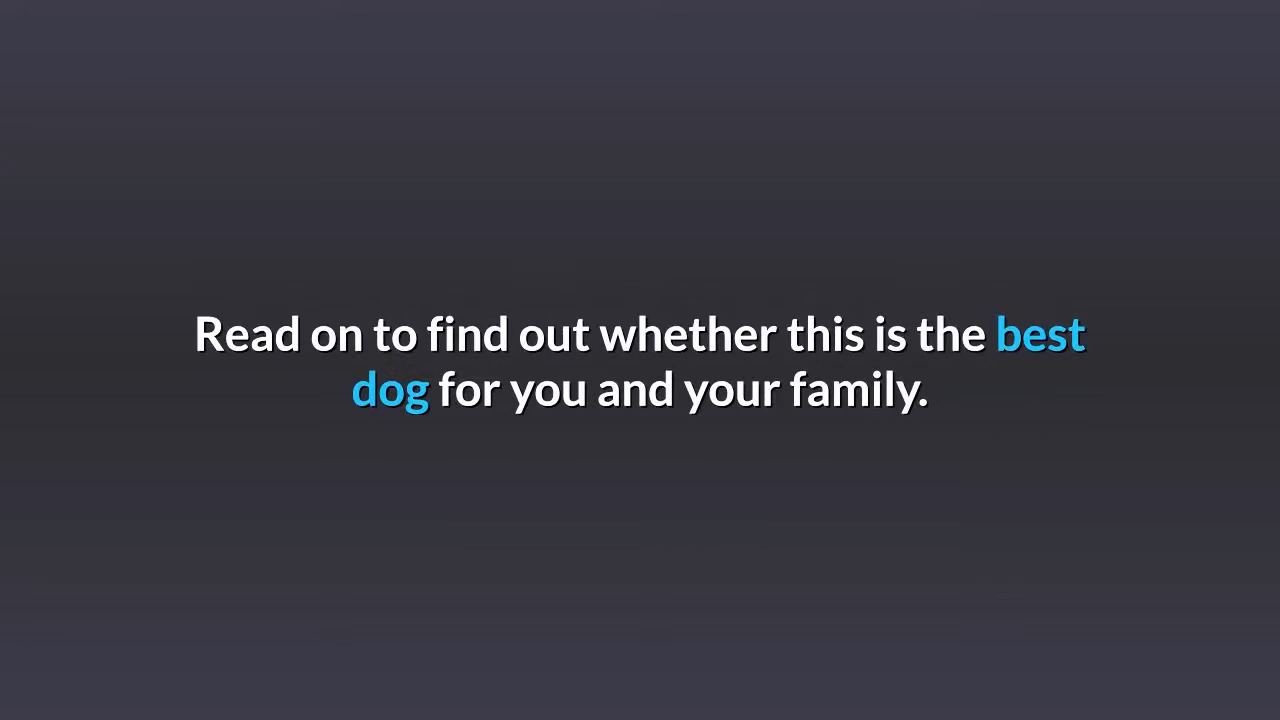 Read on to find out whether this is the best
dog for you and your family.